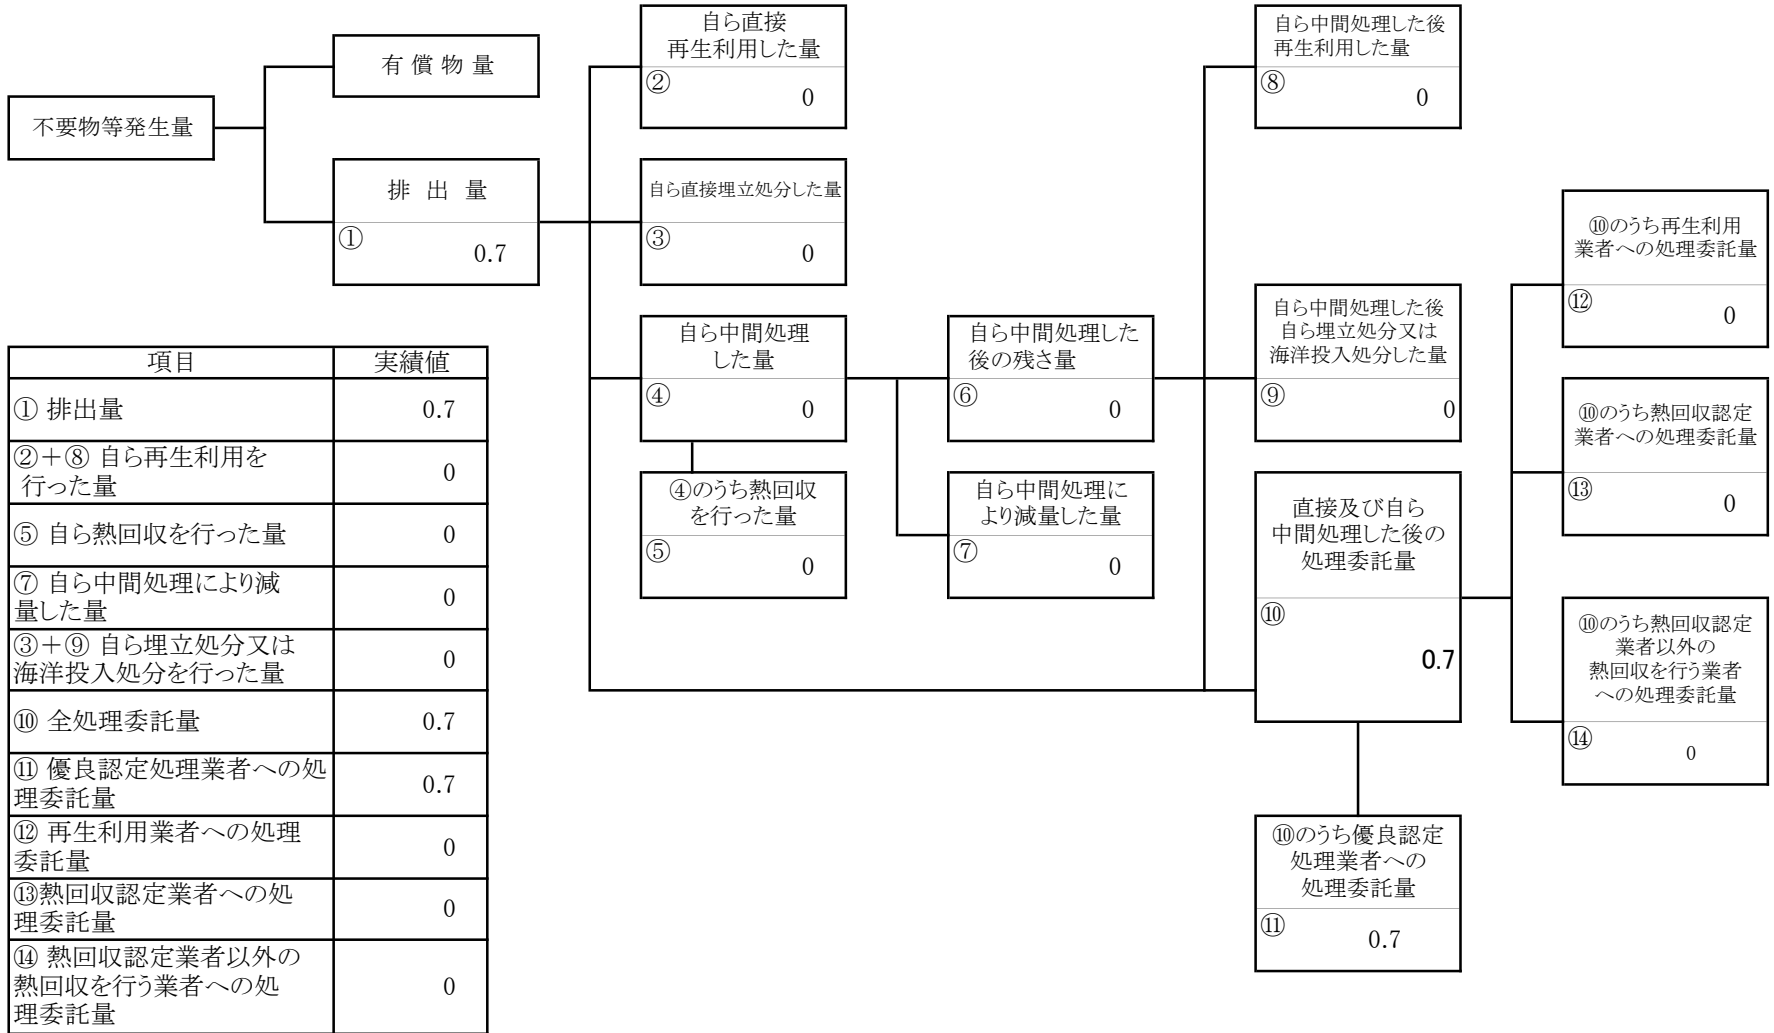 不要物等発生量
有 償 物 量
排 出 量
①
0.7
自ら直接
再生利用した量
②
0
自ら直接埋立処分した量
③
0
自ら中間処理
した量
④
0
④のうち熱回収
を行った量
⑤
0
自ら中間処理した
後の残さ量
⑥
0
自ら中間処理に
より減量した量
⑦
0
自ら中間処理した後
再生利用した量
⑧
0
自ら中間処理した後
自ら埋立処分又は
海洋投入処分した量
⑨
0
直接及び自ら
中間処理した後の
処理委託量
⑩
0.7
⑩のうち優良認定
処理業者への
処理委託量
⑪
0.7
⑩のうち再生利用
業者への処理委託量
⑫
0
⑩のうち熱回収認定
業者への処理委託量
⑬
0
⑩のうち熱回収認定
業者以外の
熱回収を行う業者
への処理委託量
⑭
0
項目 実績値
① 排出量 0.7
②＋⑧ 自ら再生利用を
行った量 0
⑤ 自ら熱回収を行った量 0
⑦ 自ら中間処理により減
量した量 0
③＋⑨ 自ら埋立処分又は
海洋投入処分を行った量 0
⑩ 全処理委託量 0.7
⑪ 優良認定処理業者への処
理委託量 0.7
⑫ 再生利用業者への処理
委託量 0
⑬熱回収認定業者への処
理委託量 0
⑭ 熱回収認定業者以外の
熱回収を行う業者への処
理委託量 0